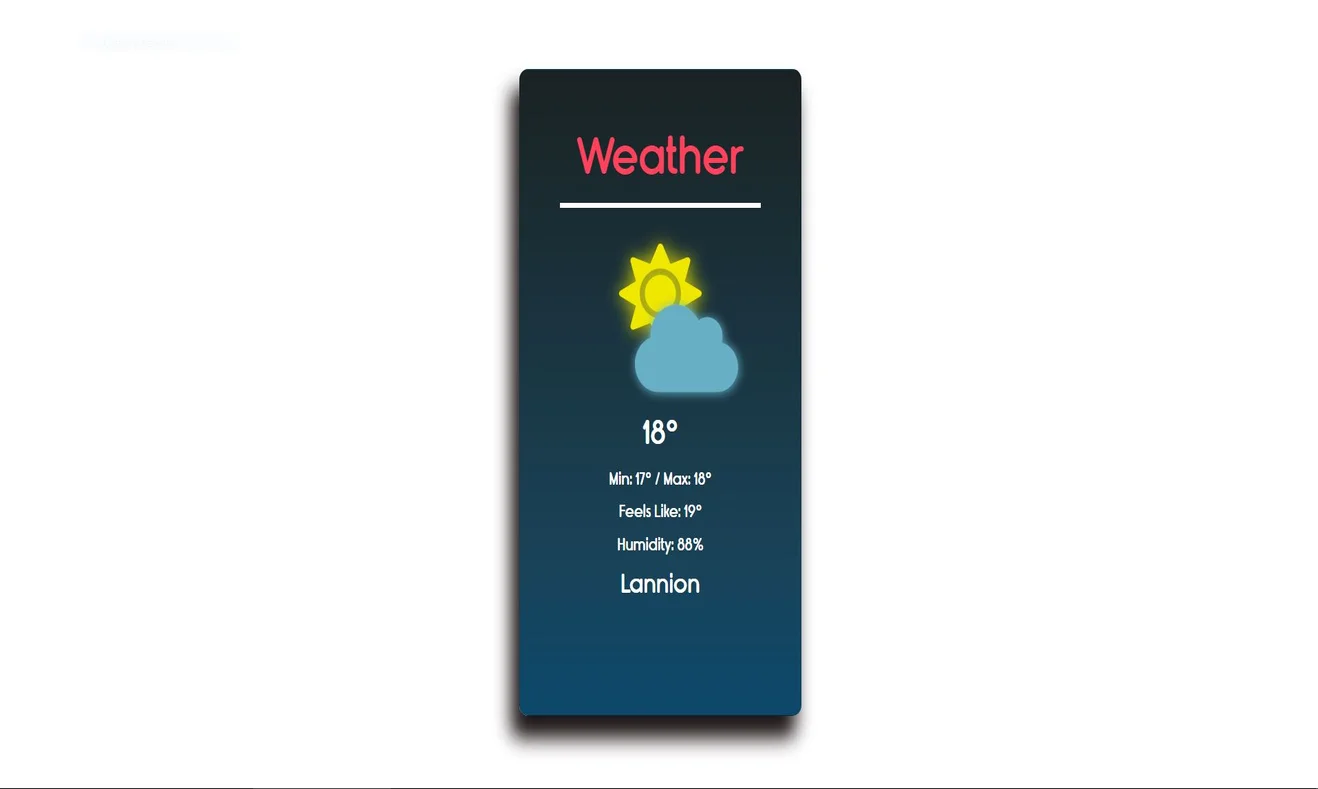 Weather
18°
Min: 17° / Max: 18°
Feels Like: 19°
Humidity: 88%
Lannion